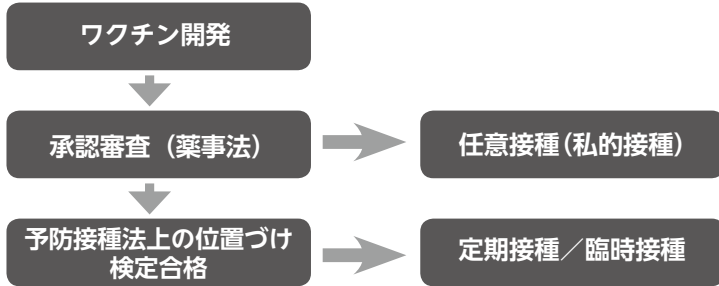 ワクチン開発
承認審査（薬事法）
任意接種（私的接種）
予防接種法上の位置づけ
検定合格
定期接種／臨時接種